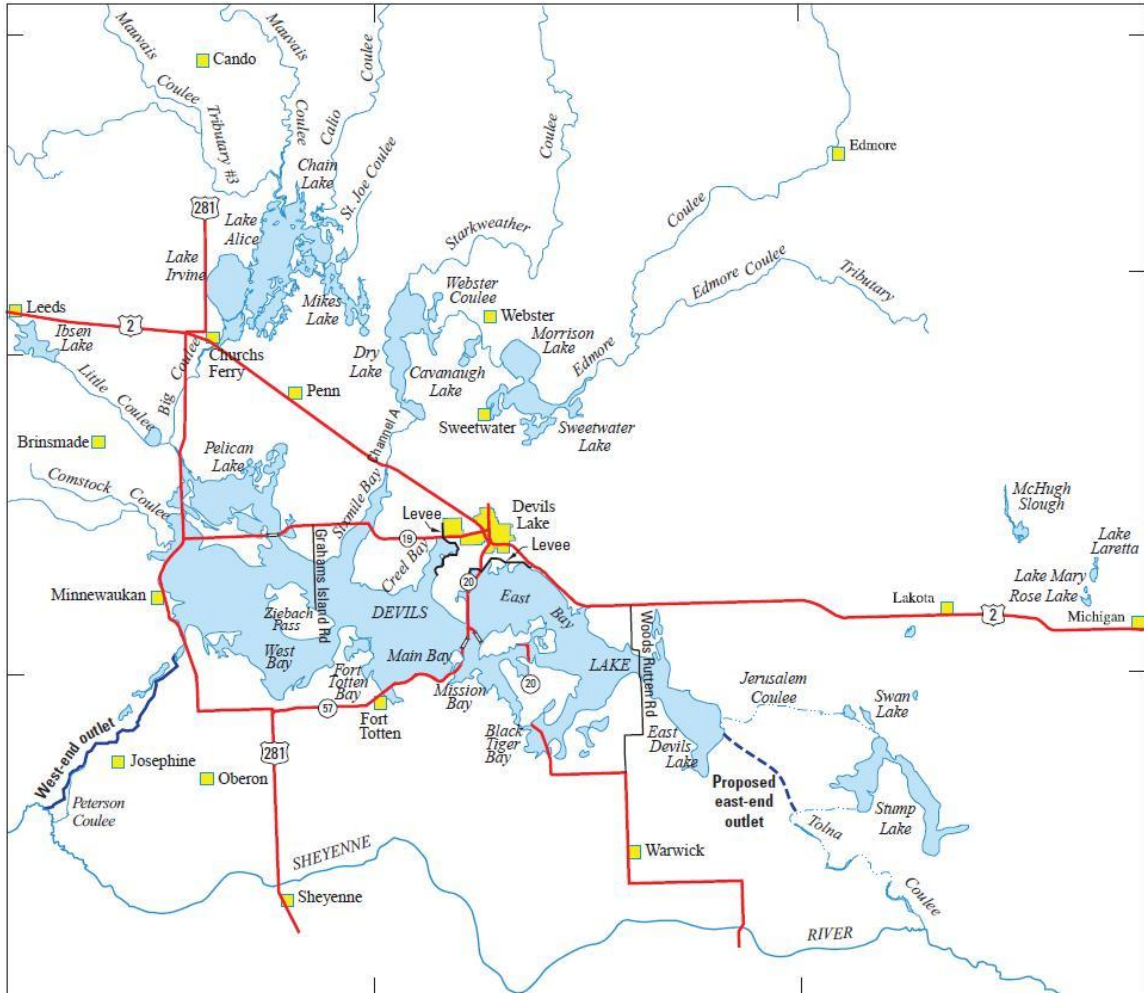 Mauvais
Coulee
Tributary #3
Cando
Mauvais
Coulee
Calio
Coulee
Chain
Lake
St. Joe Coulee
281
Lake
Alice
Lake
Irvine
Mikes
Lake
Starkweather
Coulee
Edmore
Coulee
Edmore Coulee
Tributary
Webster
Coulee
Webster
Morrison
Lake
Edmore
Dry
Lake
Cavanaugh
Lake
Sweetwater
Sweetwater
Lake
Leeds
2
Ibsen
Lake
Churchs
Ferry
Big Coulee
Little Coulee
Penn
Brinsmade
Pelican
Lake
Channel A
Sixmile Bay
Comstock
Coulee
Levee
Devils
Lake
Levee
19
Creel Bay
Grahams Island Rd
20
McHugh
Slough
Lake
Laretta
Lake Mary
Rose Lake
Lakota
2
Michigan
Minnewaukan
Ziebach
Pass
DEVILS
East
Bay
West
Bay
Main Bay
LAKE
Woods Rutten Rd
Fort
Totten
Bay
Mission
Bay
20
57
Fort
Totten
Black
Tiger
Bay
East
Devils
Lake
Jerusalem
Coulee
Swan
Lake
West-end outlet
281
Josephine
Oberon
Peterson
Coulee
Proposed
east-end
outlet
Stump
Lake
Tolna
Coulee
SHEYENNE
Warwick
Sheyenne
RIVER